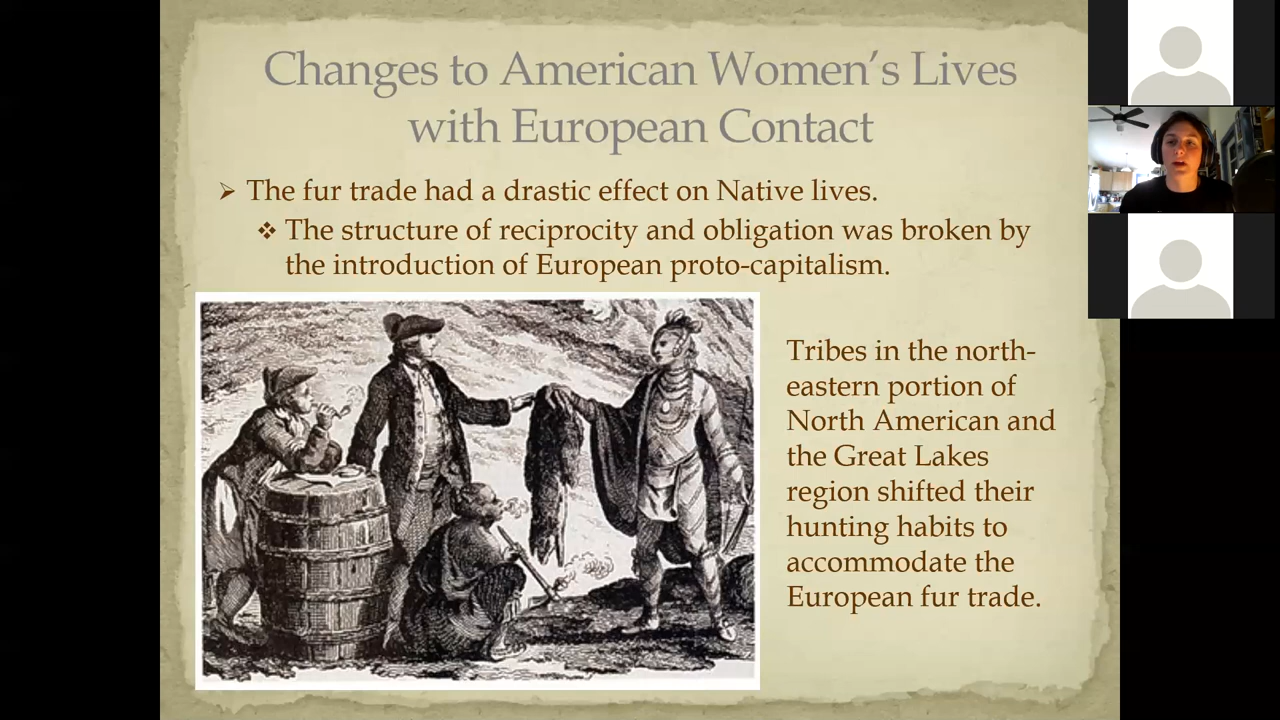 Changes to American Women's Lives
with European Contact
The fur trade had a drastic effect on Native lives.
The structure of reciprocity and obligation was broken by
the introduction of European proto-capitalism.
Tribes in the north-
eastern portion of
North American and
the Great Lakes
region shifted their
hunting habits to
accommodate the
European fur trade.